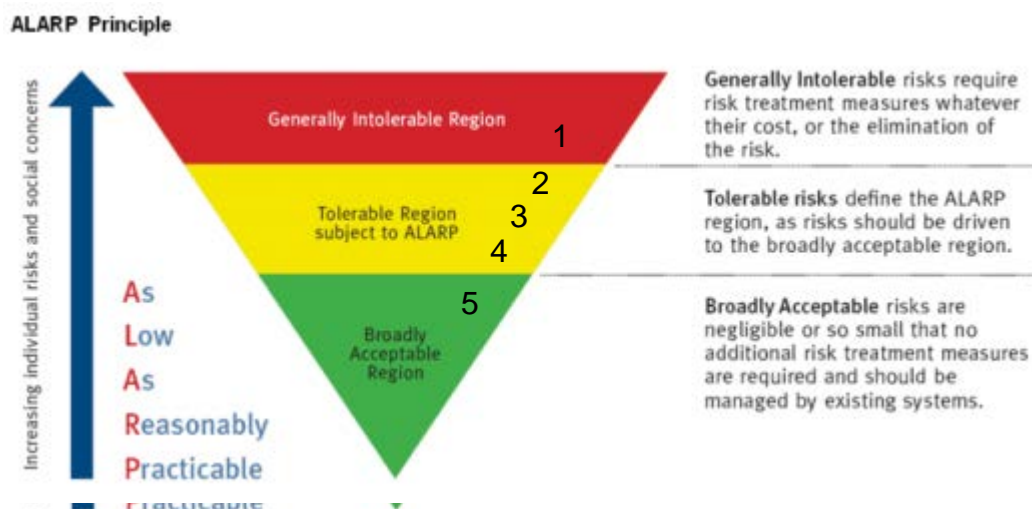 ALARP Principle
Increasing individual risks and social concerns
Generally Intolerable Region
1
2
Tolerable Region
subject to ALARP
3
4
5
Broadly
Acceptable
Region
As
Low
As
Reasonably
Practicable
Practicable
Generally Intolerable risks require
risk treatment measures whatever
their cost, or the elimination of
the risk.
Tolerable risks define the ALARP
region, as risks should be driven
to the broadly acceptable region.
Broadly Acceptable risks are
negligible or so small that no
additional risk treatment measures
are required and should be
managed by existing systems.